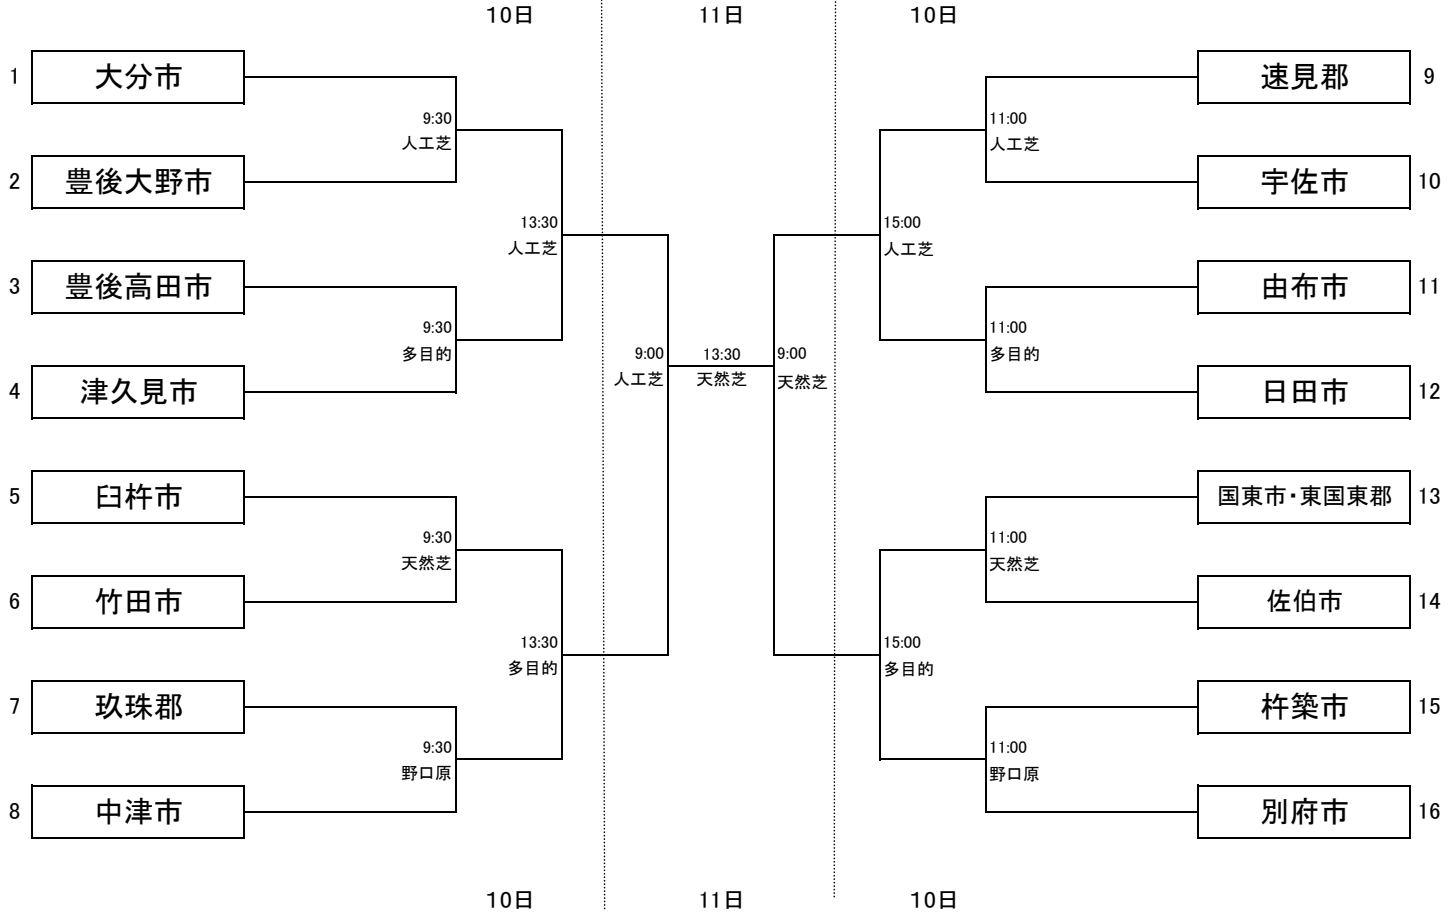 10日
11日
10日
1
大分市
2
豊後大野市
3
豊後高田市
4
津久見市
5
臼杵市
6
竹田市
7
玖珠郡
8
中津市
9:30
人工芝
9:30
多目的
9:30
天然芝
9:30
野口原
13:30
人工芝
13:30
多目的
9:00
人工芝
13:30
天然芝
9:00
天然芝
15:00
人工芝
15:00
多目的
11:00
人工芝
11:00
多目的
11:00
天然芝
11:00
野口原
速見郡
9
宇佐市
10
由布市
11
日田市
12
国東市・東国東郡
13
佐伯市
14
杵築市
15
別府市
16
10日
11日
10日